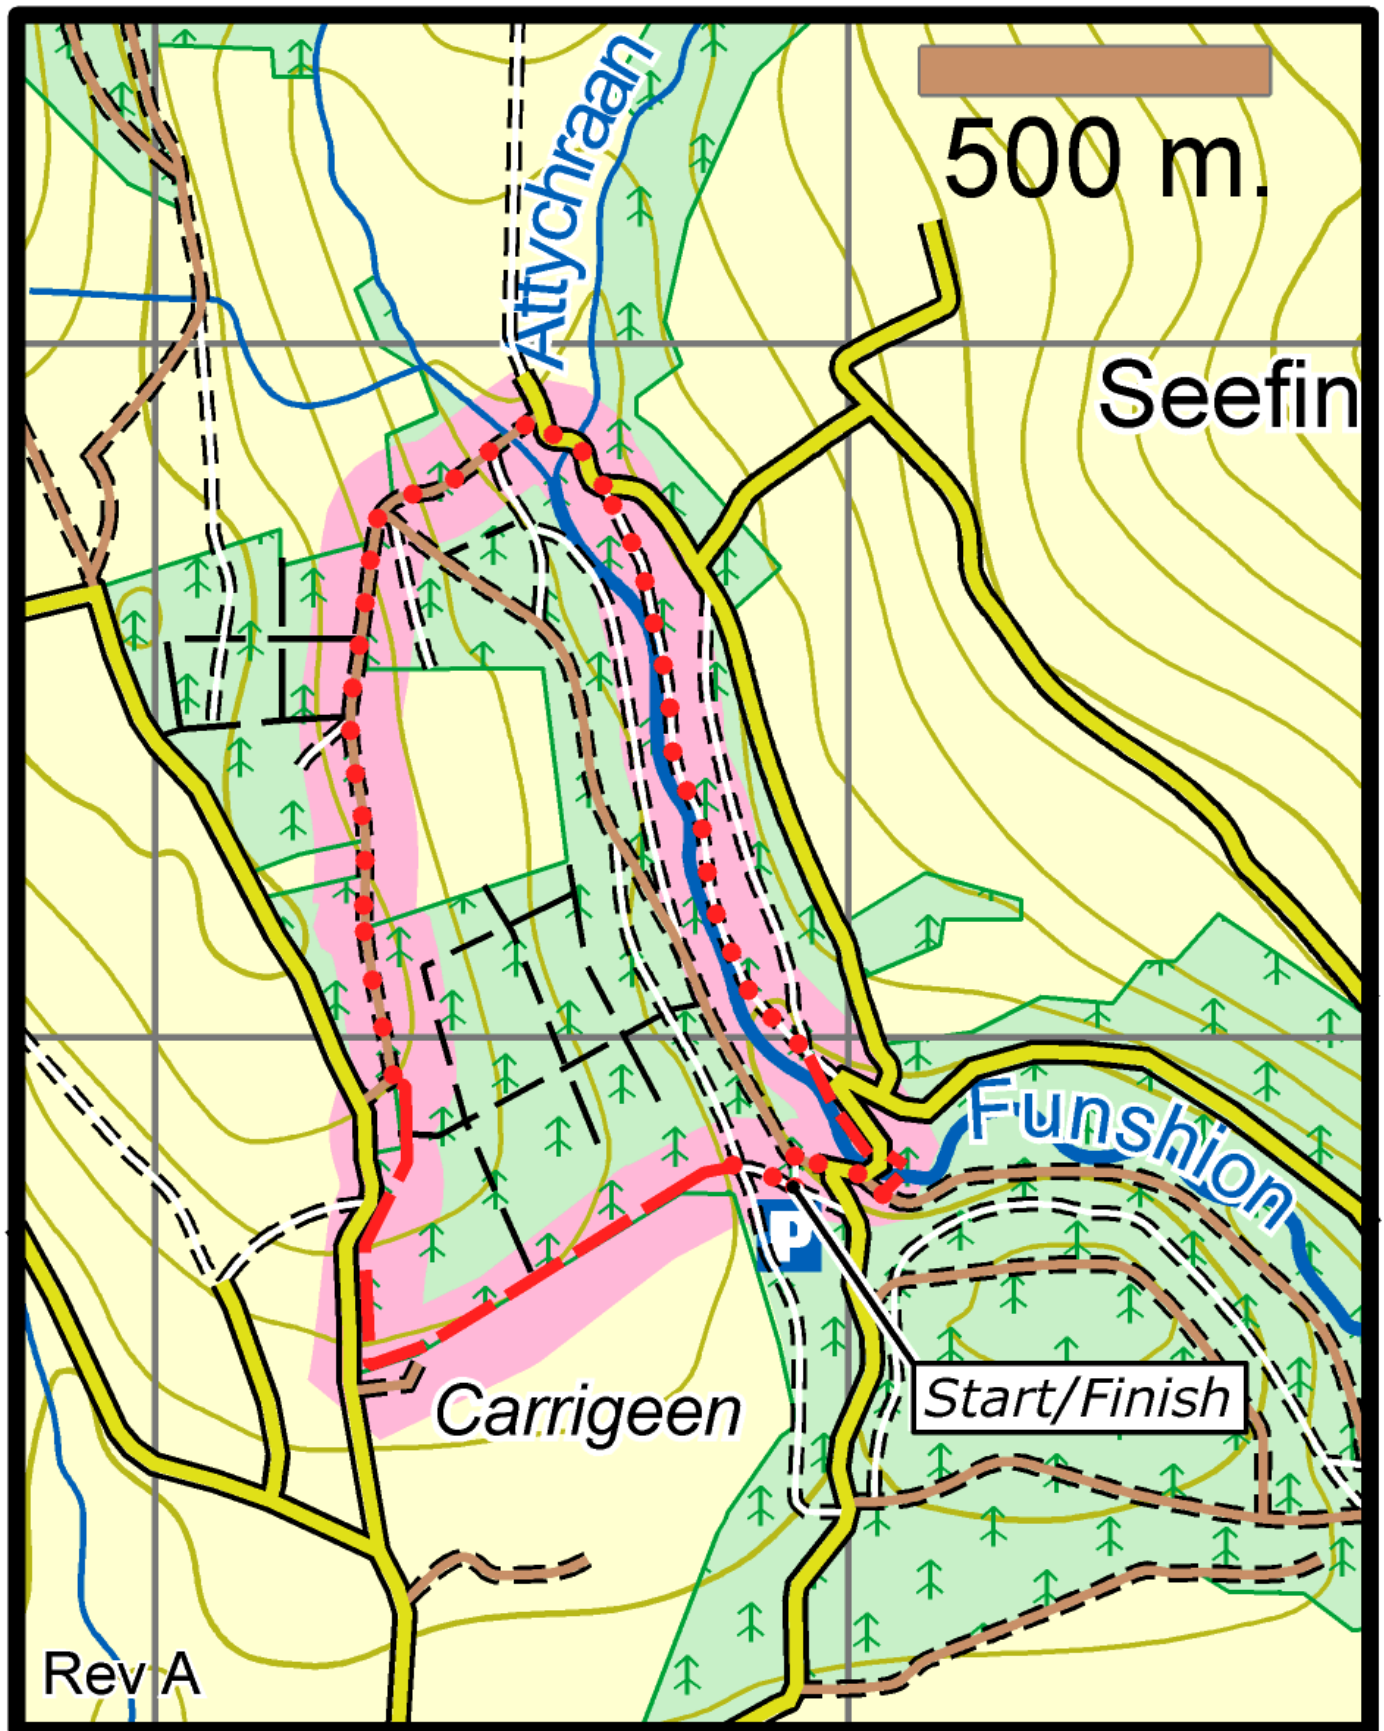 Attychraan
500 m.
Seefin
Funshion
P
Start/Finish
Carrigeen
Rev A